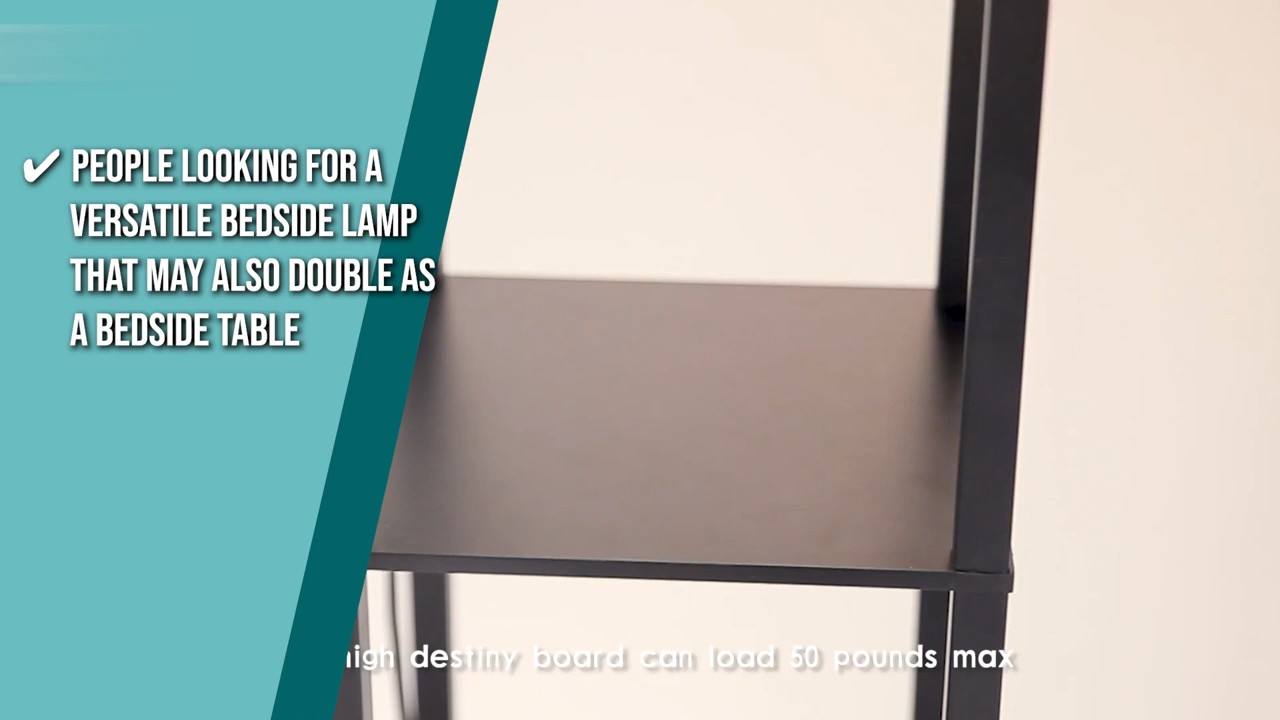 ✔ PEOPLE LOOKING FOR A
VERSATILE BEDSIDE LAMP
THAT MAY ALSO DOUBLE AS
A BEDSIDE TABLE
high destiny board can load 50 pounds max